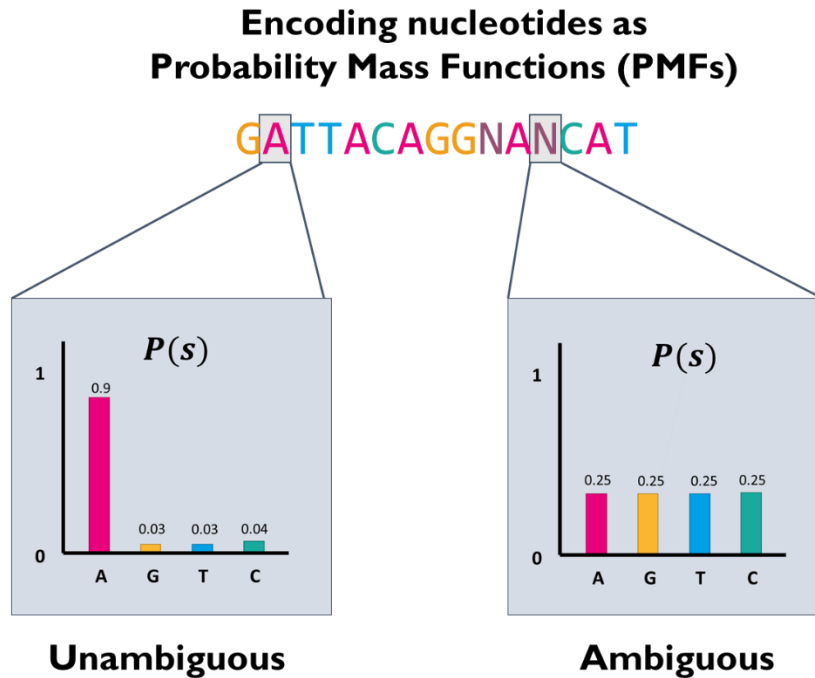 Encoding nucleotides as
Probability Mass Functions (PMFs)
GATTACAGGNANCAT
P(s)
1
0.9
0.03
0.03
0.04
0
A G T C
Unambiguous
P(s)
1
0.25 0.25 0.25 0.25
0
A G T C
Ambiguous